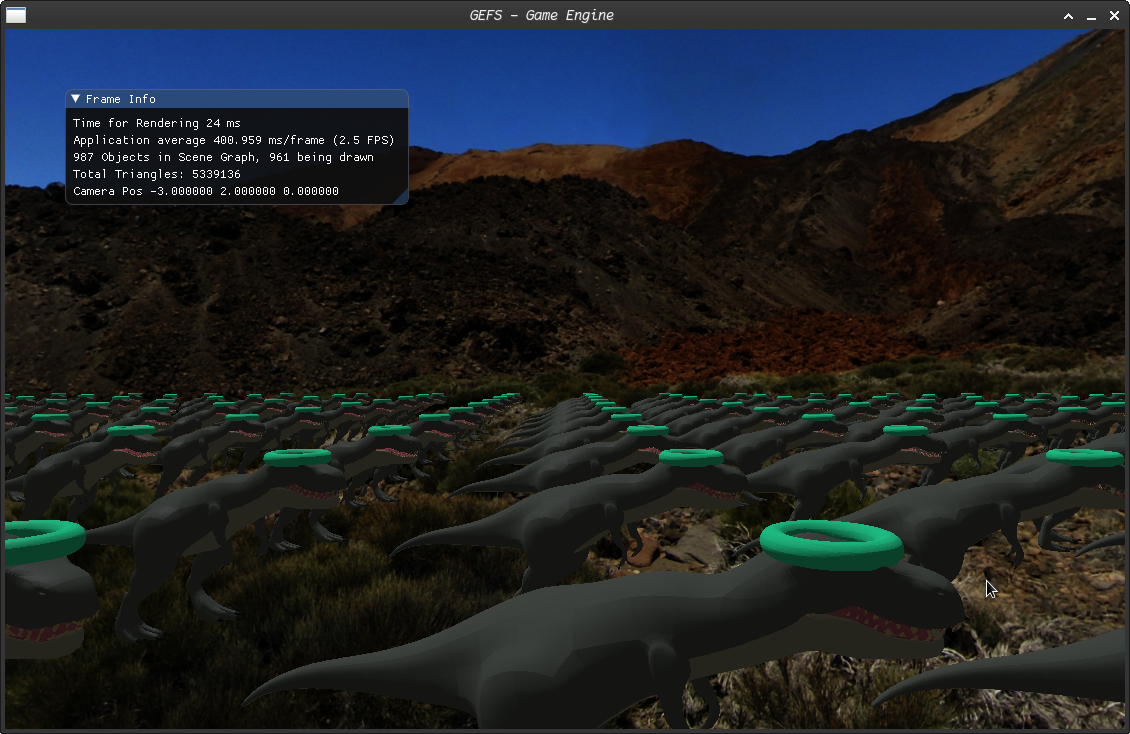 GEFS - Game Engine
Frame Info
Time for Rendering 24 ms
Application average 400.959 ms/frame (2.5 FPS)
987 Objects in Scene Graph, 961 being drawn
Total Triangles: 5339136
Camera Pos -3.000000 2.000000 0.000000